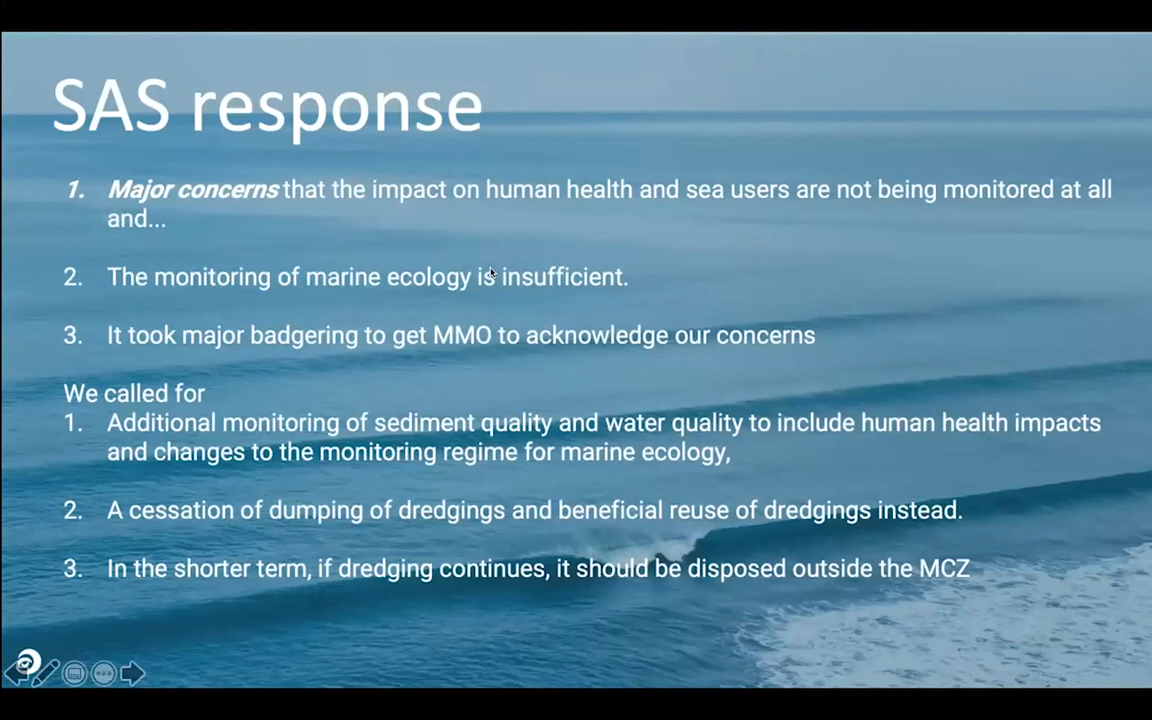 SAS response
1. Major concerns that the impact on human health and sea users are not being monitored at all
and...
2. The monitoring of marine ecology is insufficient.
3. It took major badgering to get MMO to acknowledge our concerns
We called for
1. Additional monitoring of sediment quality and water quality to include human health impacts
and changes to the monitoring regime for marine ecology,
2. A cessation of dumping of dredgings and beneficial reuse of dredgings instead.
3. In the shorter term, if dredging continues, it should be disposed outside the MCZ